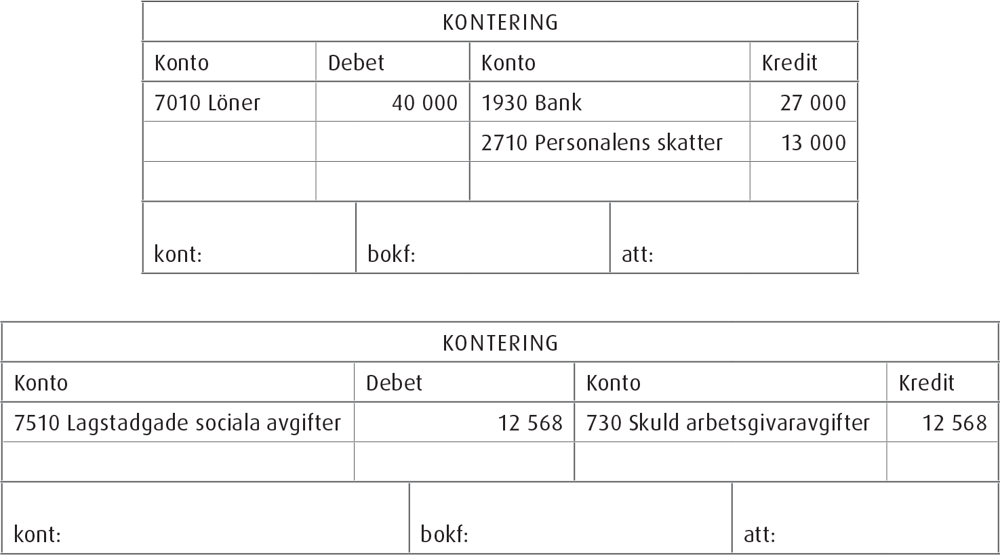 KONTERING
Konto Debet Konto Kredit
7010 Löner 40 000 1930 Bank 27 000
2710 Personalens skatter 13 000
kont: bokf: att:
KONTERING
Konto Debet Konto Kredit
7510 Lagstadgade sociala avgifter 12 568 730 Skuld arbetsgivaravgifter 12 568
kont: bokf: att: